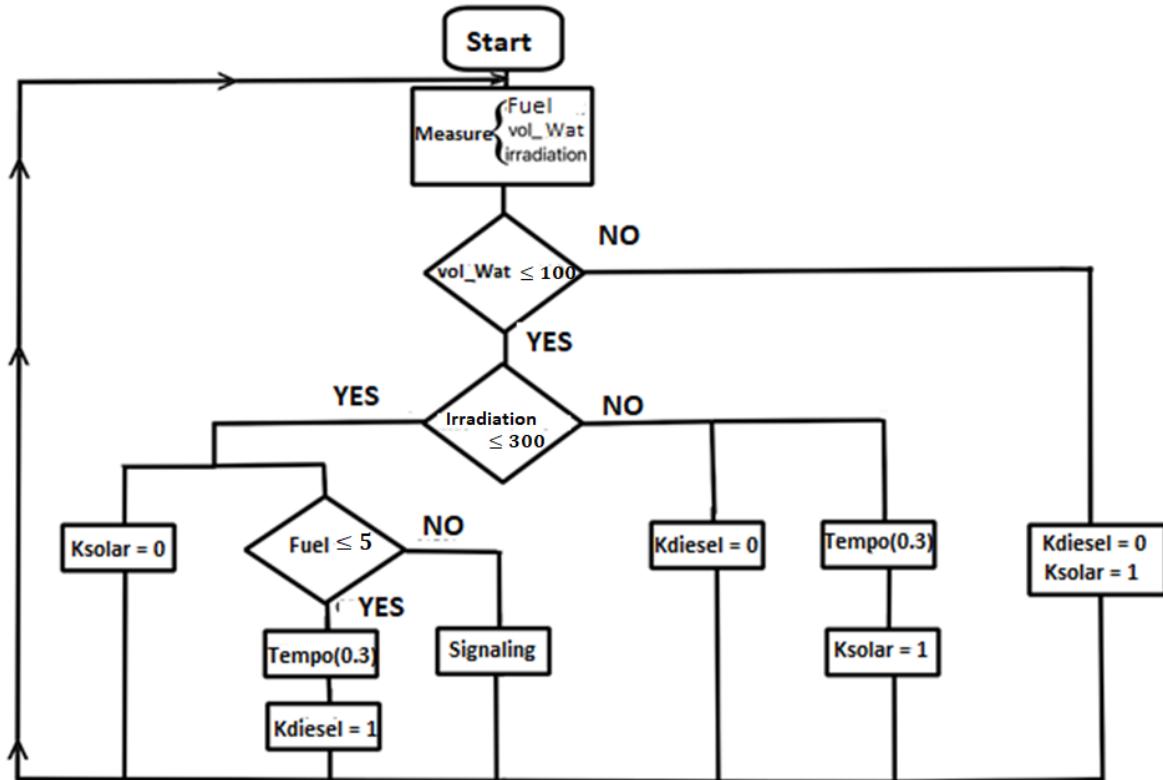 Start
Measure
Fuel
vol_Wat
irradiation
NO
vol_Wat ≤ 100
YES
YES
Irradiation
≤ 300
NO
Ksolar = 0
Fuel ≤ 5
NO
YES
Tempo(0.3)
Kdiesel = 1
Signaling
Kdiesel = 0
Tempo(0.3)
Ksolar = 1
Kdiesel = 0
Ksolar = 1